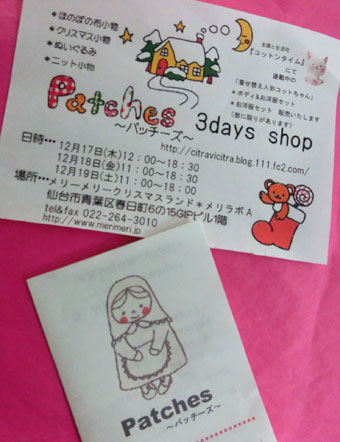 *ほのぼの布小物
*クリスマス小物
*ぬいぐるみ
*ニット小物
主婦と生活社
『コットンタイム』
にて
連載中の
「着せ替え人形コットちゃん」
*ボディ&お洋服セット
*お洋服セット 販売いたします
(数に限りがあります)
Patches 3days shop
~パッチーズ~
http://citravicitra.blog.111.fc2.com/
日時・・・12月17日(木)12:00~18:30
12月18日(金)11:00~18:30
12月19日(土)11:00~18:00
場所・・・メリーメリークリスマスランド*メリラボA
仙台市青葉区春日町6の15GIPビル1階
tel&fax 022-264-3010
http://www.merimeri.jp
Patches
~パッチーズ~